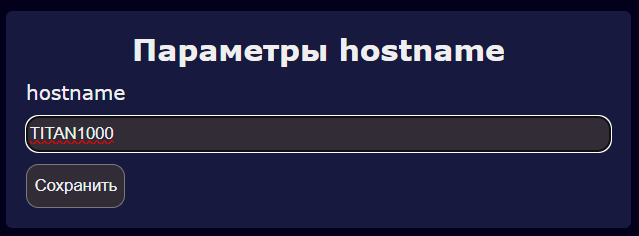 Параметры hostname
hostname
TITAN1000
Сохранить